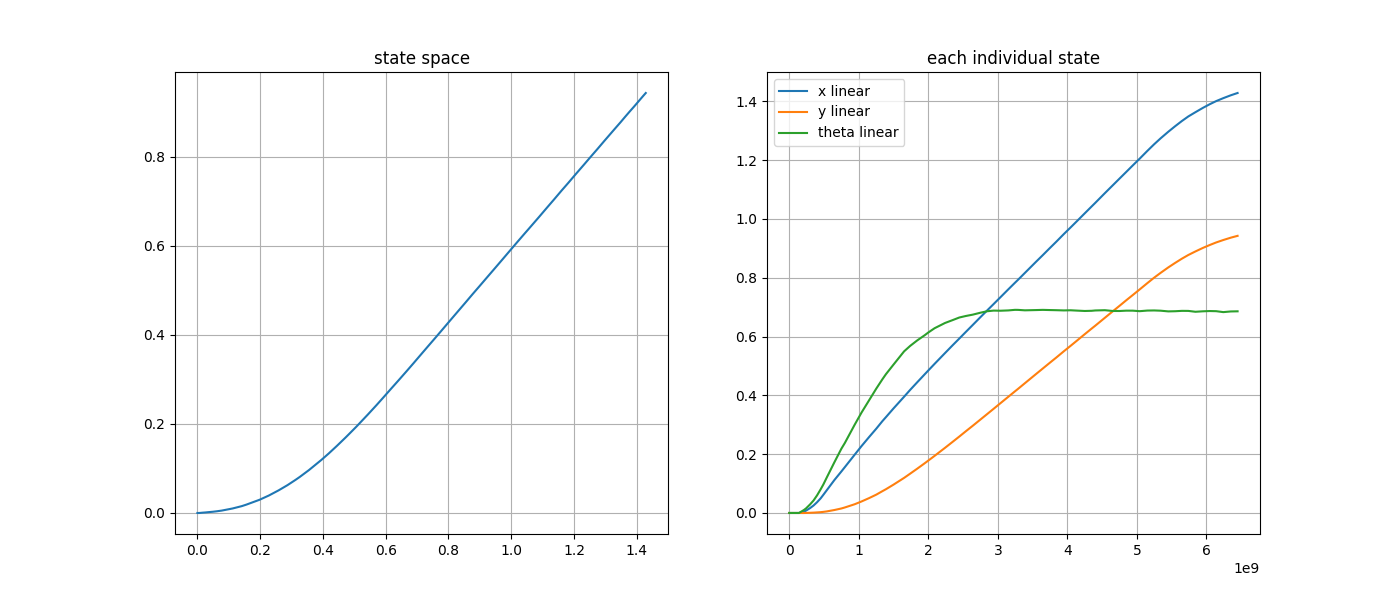 state space
0.8
0.6
0.4
0.2
0.0
0.0 0.2 0.4 0.6 0.8 1.0 1.2 1.4
each individual state
x linear
y linear
theta linear
1.4
1.2
1.0
0.8
0.6
0.4
0.2
0.0
0 1 2 3 4 5 6
1e9